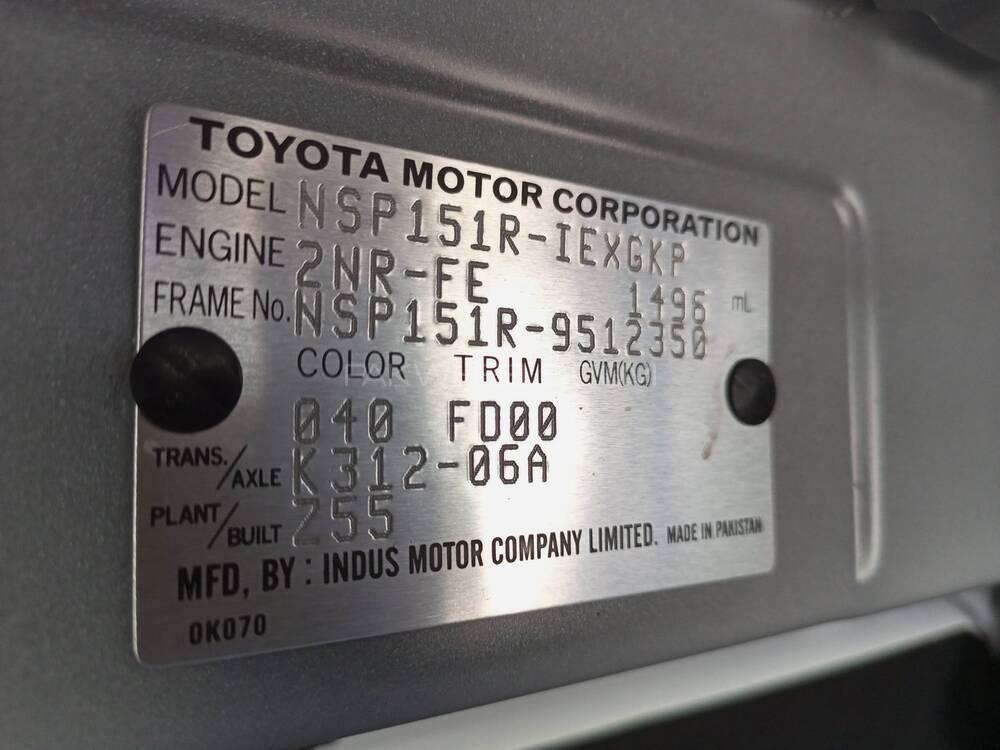 TOYOTA MOTOR CORPORATION
MODEL NSP151R-IEXGKP
ENGINE 2NR-FE 1496 mL
FRAME No. NSP151R-9512350
COLOR TRIM GVM(KG)
040 FD00
TRANS./AXLE K312-06A
PLANT/BUILT Z55
MFD, BY : INDUS MOTOR COMPANY LIMITED. MADE IN PAKISTAN
0K070